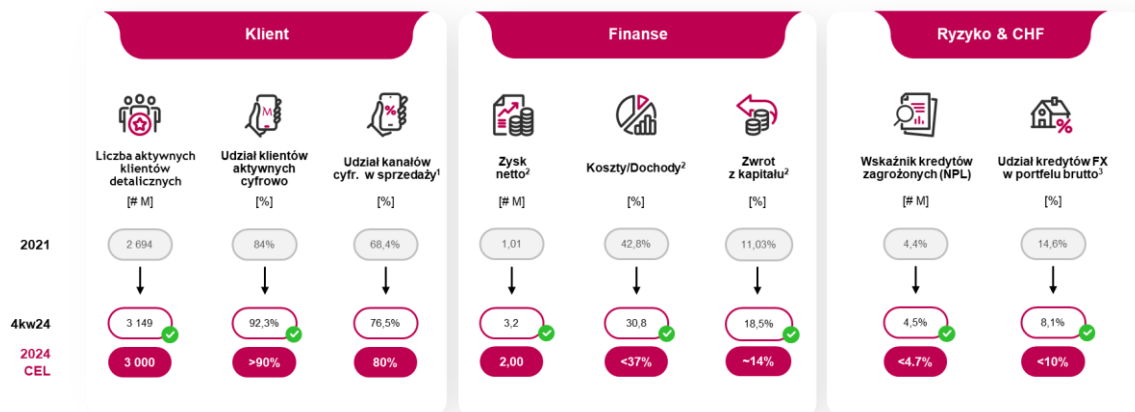 Klient
Finanse
Ryzyko & CHF
M
%
%
Liczba aktywnych
klientów
detalicznych
[# M]
Udział klientów
aktywnych
cyfrowo
[%]
Udział kanałów
cyfr. w sprzedaży¹
[%]
Zysk
netto²
[# M]
Koszty/Dochody²
[%]
Zwrot
z kapitału²
[%]
Wskaźnik kredytów
zagrożonych (NPL)
[# M]
Udział kredytów FX
w portfelu brutto³
[%]
2021
2 694
84%
68,4%
1,01
42,8%
11,03%
4,4%
14,6%
4kw24
3 149
92,3%
76,5%
3,2
30,8
18,5%
4,5%
8,1%
2024
CEL
3 000
>90%
80%
2,00
<37%
~14%
<4.7%
<10%